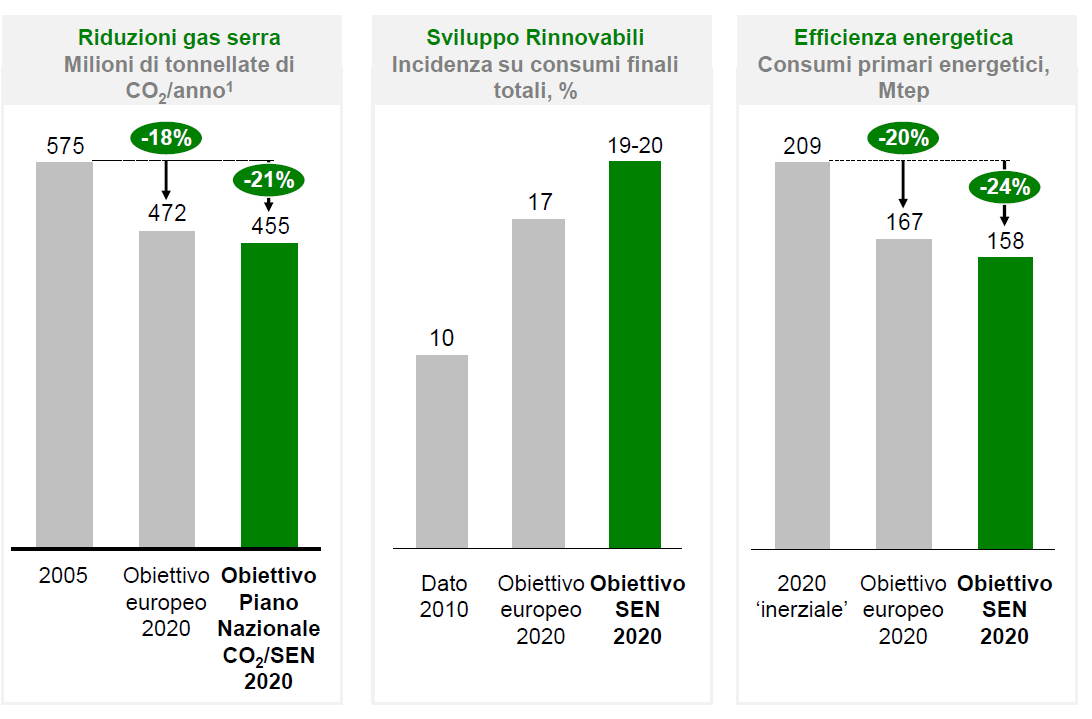 Riduzioni gas serra
Milioni di tonnellate di
CO₂/anno¹
575
-18%
-21%
472
455
2005
Obiettivo
europeo
2020
Obiettivo
Piano
Nazionale
CO₂/SEN
2020
Sviluppo Rinnovabili
Incidenza su consumi finali
totali, %
10
17
19-20
Dato
2010
Obiettivo
europeo
2020
Obiettivo
SEN
2020
Efficienza energetica
Consumi primari energetici,
Mtep
209
-20%
-24%
167
158
2020
‘inerziale’
Obiettivo
europeo
2020
Obiettivo
SEN
2020